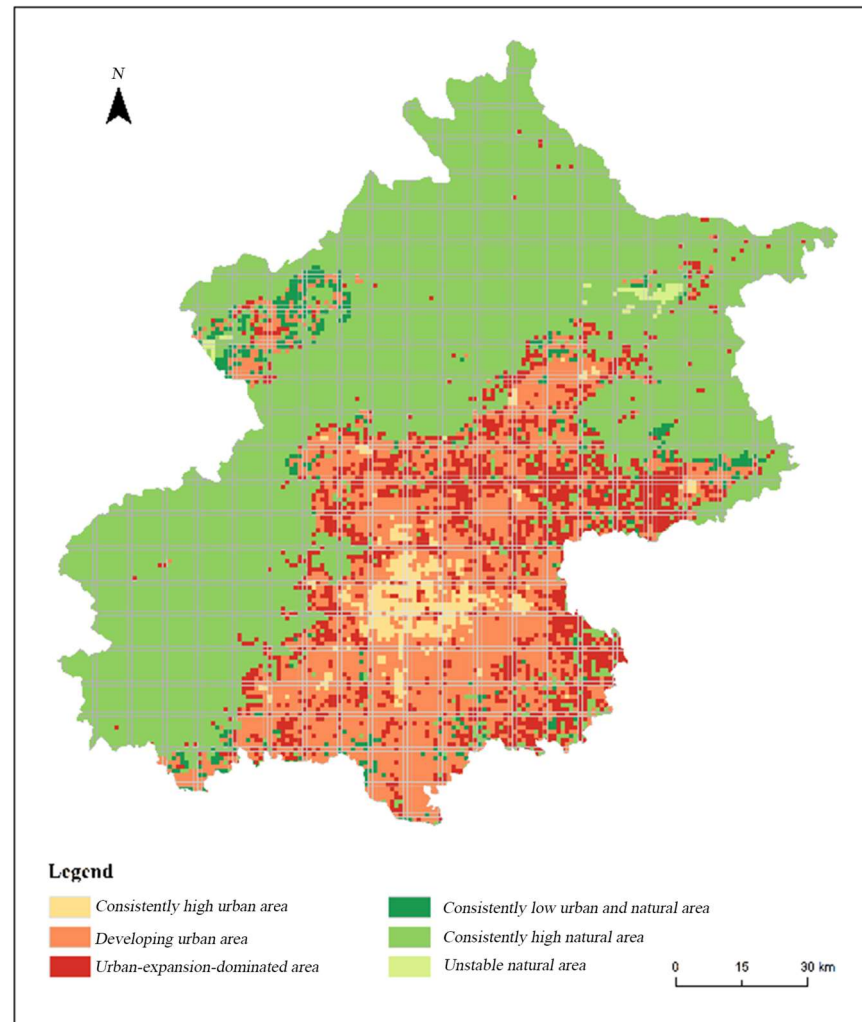 N
Legend
Consistently high urban area
Developing urban area
Urban-expansion-dominated area
Consistently low urban and natural area
Consistently high natural area
Unstable natural area
0 15 30 km